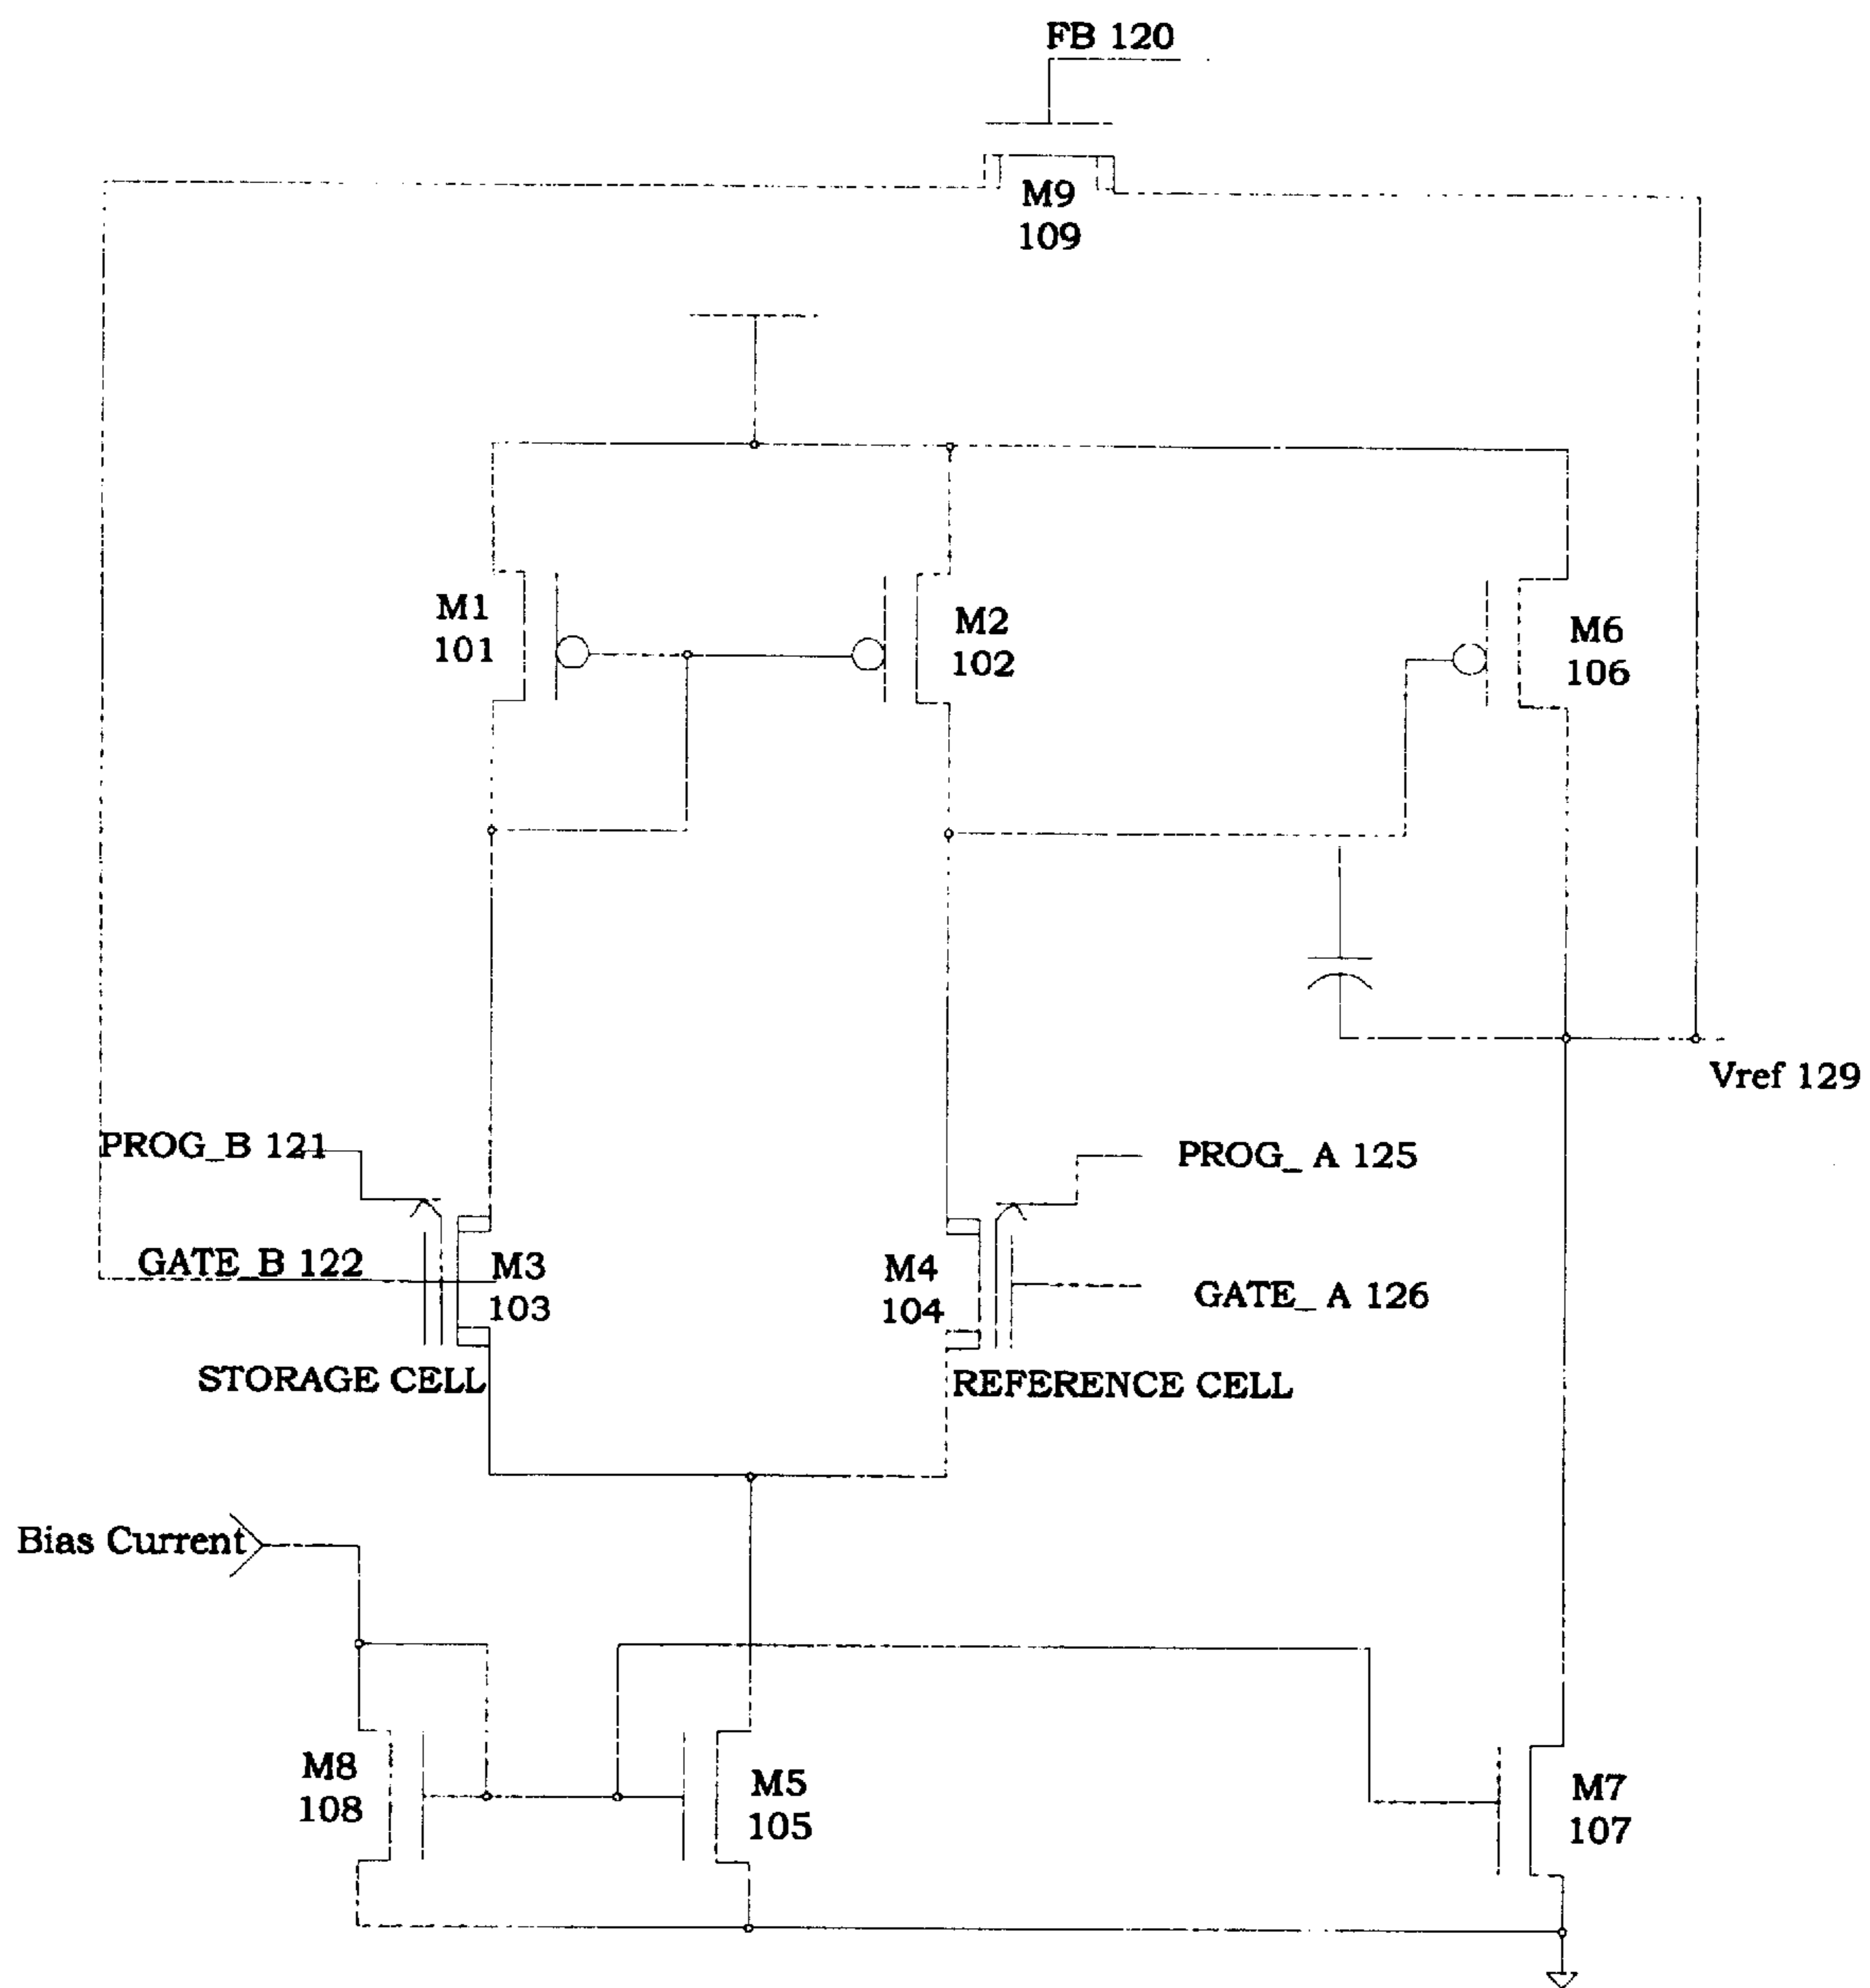 FB 120
M9
109
M1
101
M2
102
M6
106
Vref 129
PROG_B 121
PROG_ A 125
GATE_B 122
M3
103
M4
104
GATE_ A 126
STORAGE CELL
REFERENCE CELL
Bias Current
M8
108
M5
105
M7
107